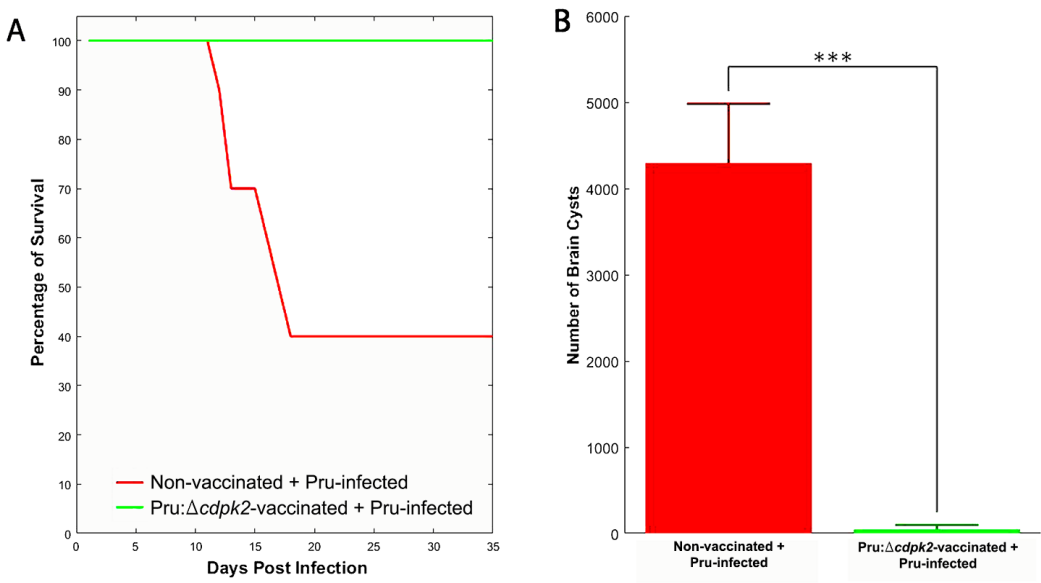 A
Percentage of Survival
100
90
80
70
60
50
40
30
20
10
0
0
5
10
15
20
25
30
35
Days Post Infection
Non-vaccinated + Pru-infected
Pru:Δcdpk2-vaccinated + Pru-infected
B
Number of Brain Cysts
6000
5000
4000
3000
4000
1000
0
***
Non-vaccinated +
Pru-infected
Pru:Δcdpk2-vaccinated +
Pru-infected